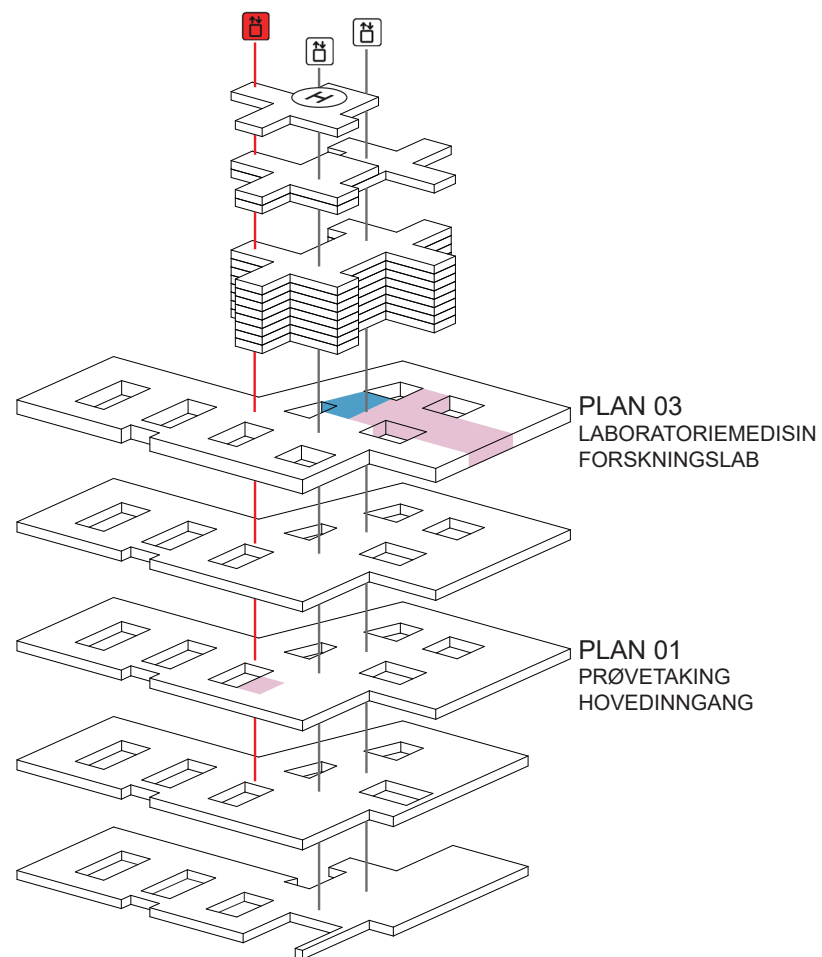 H
PLAN 03
LABORATORIEMEDISIN
FORSKNINGSLAB
PLAN 01
PRØVETAKING
HOVEDINNGANG